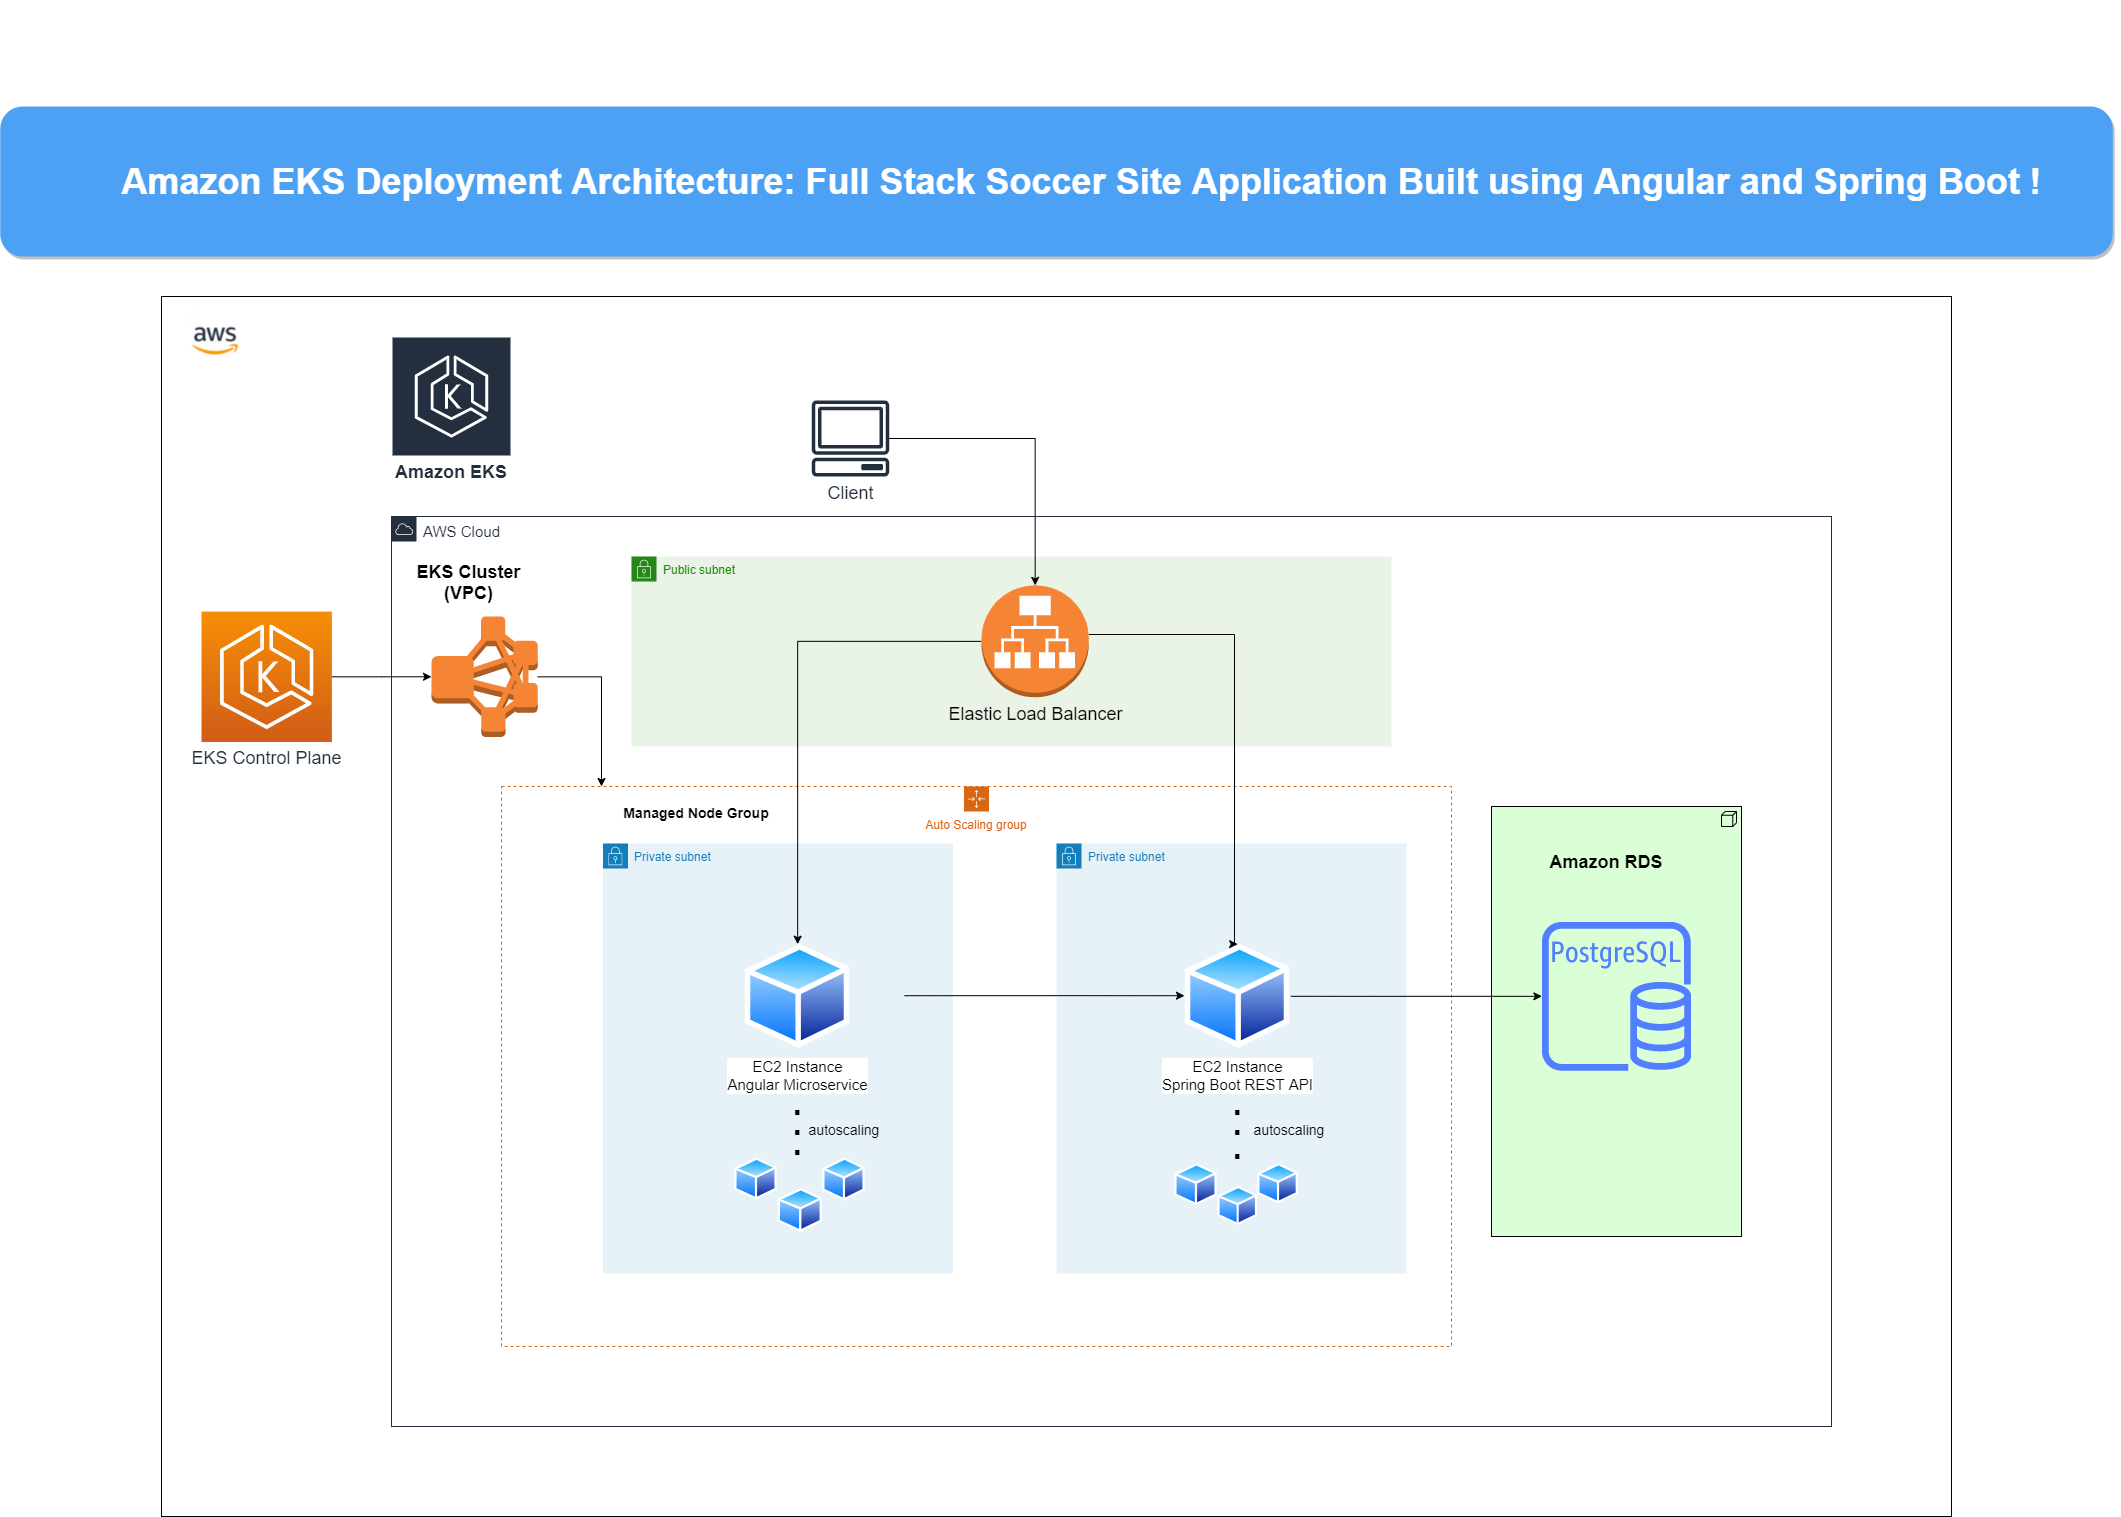 Amazon EKS Deployment Architecture: Full Stack Soccer Site Application Built using Angular and Spring Boot !
aws
K
Amazon EKS
Client
AWS Cloud
EKS Cluster
(VPC)
Public subnet
K
EKS Control Plane
Elastic Load Balancer
Managed Node Group
Auto Scaling group
Private subnet
Private subnet
Amazon RDS
PostgreSQL
EC2 Instance
Angular Microservice
EC2 Instance
Spring Boot REST API
autoscaling
autoscaling